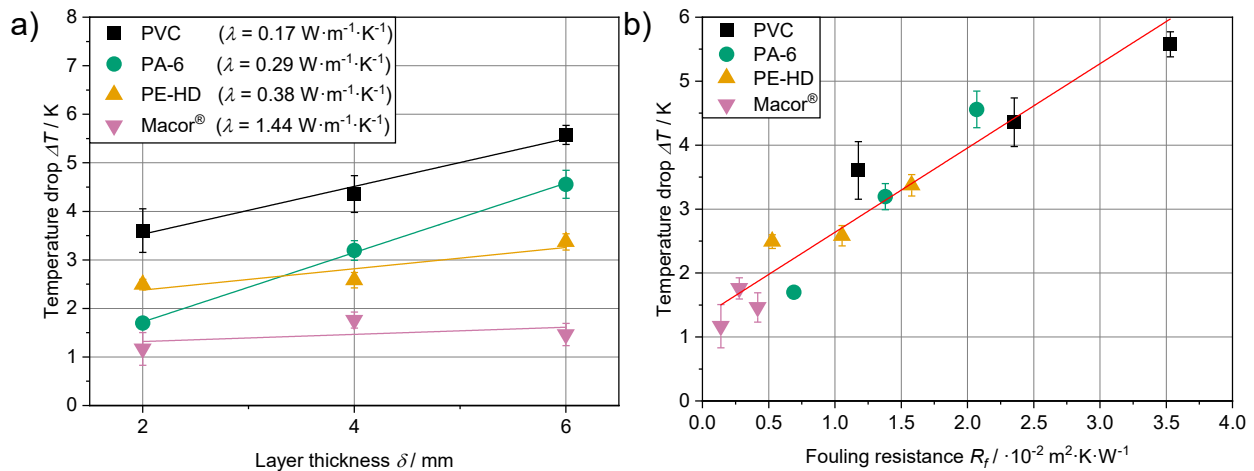 a)
PVC (λ = 0.17 W·m⁻¹·K⁻¹)
PA-6 (λ = 0.29 W·m⁻¹·K⁻¹)
PE-HD (λ = 0.38 W·m⁻¹·K⁻¹)
Macor® (λ = 1.44 W·m⁻¹·K⁻¹)
Temperature drop ΔT / K
8
7
6
5
4
3
2
1
0
2 4 6
Layer thickness δ / mm
b)
PVC
PA-6
PE-HD
Macor®
Temperature drop ΔT / K
6
5
4
3
2
1
0
0.0 0.5 1.0 1.5 2.0 2.5 3.0 3.5 4.0
Fouling resistance R_f / ·10⁻² m²·K·W⁻¹